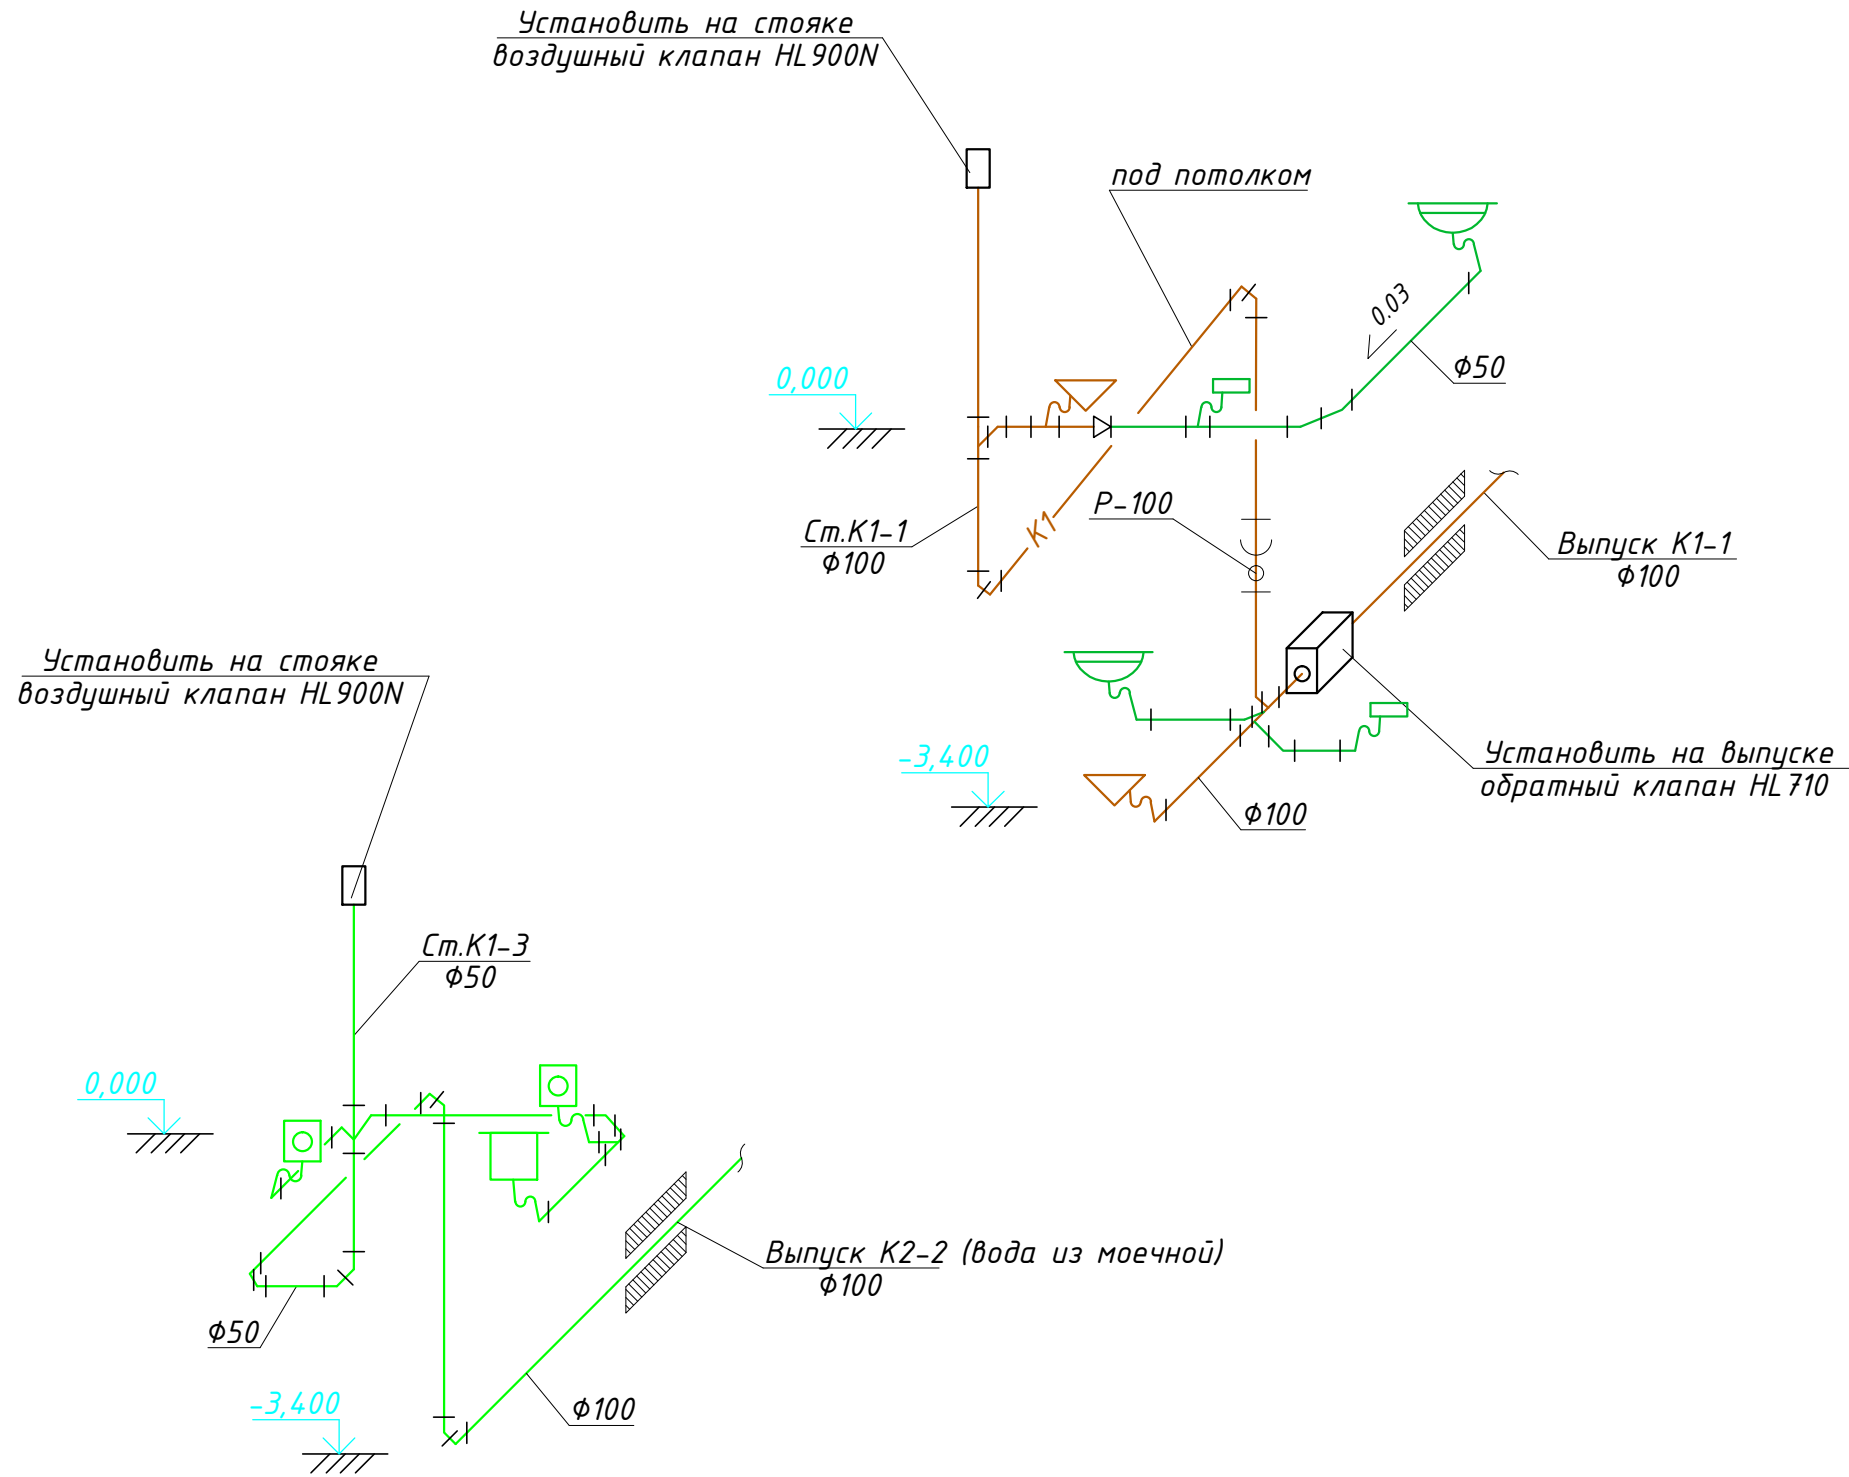 Установить на стояке
воздушный клапан HL900N
под потолком
0.03
Ф50
0,000
Р-100
К1
Ст.К1-1
Ф100
Выпуск К1-1
Ф100
Установить на стояке
воздушный клапан HL900N
-3,400
Установить на выпуске
обратный клапан HL710
Ф100
Ст.К1-3
Ф50
0,000
Выпуск К2-2 (вода из моечной)
Ф100
Ф50
-3,400
Ф100